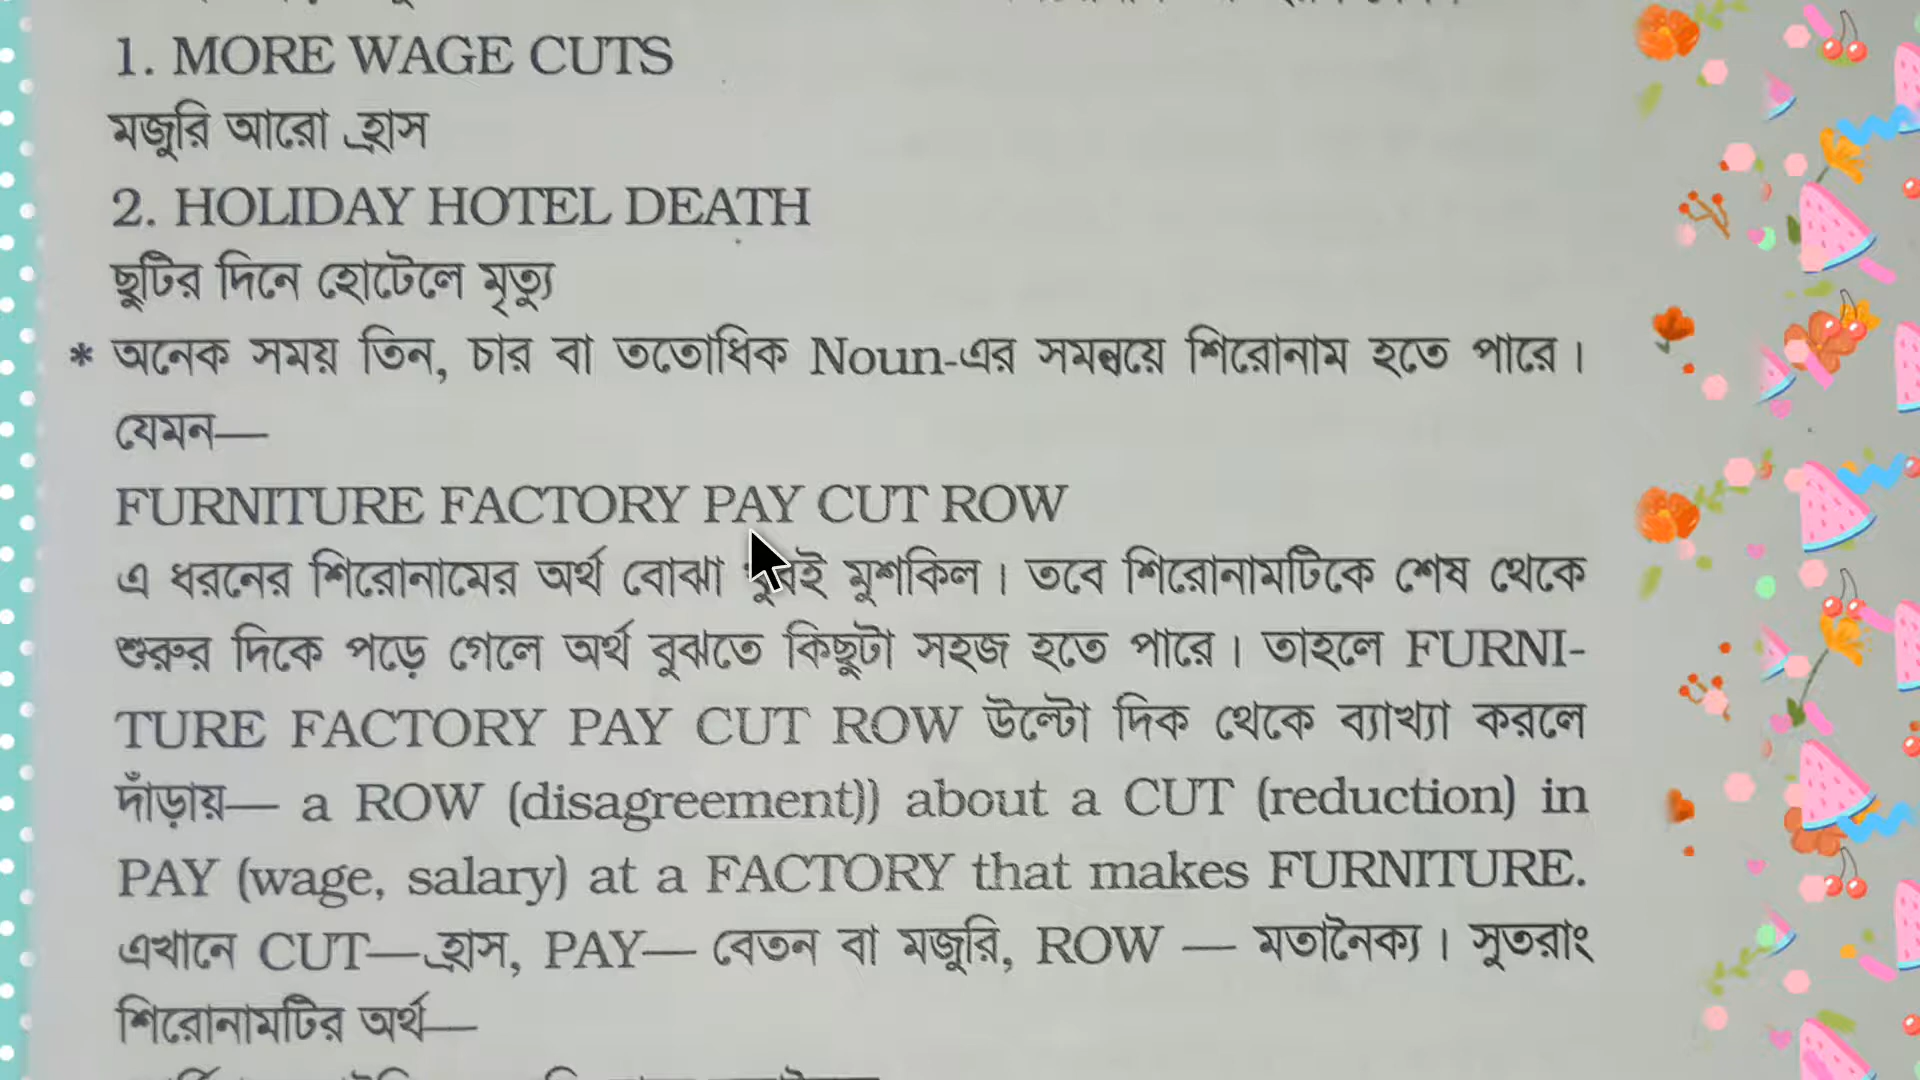 1. MORE WAGE CUTS
মজুরি আরো হ্রাস
2. HOLIDAY HOTEL DEATH
ছুটির দিনে হোটেলে মৃত্যু
* অনেক সময় তিন, চার বা ততোধিক Noun-এর সমন্বয়ে শিরোনাম হতে পারে।
যেমন—
FURNITURE FACTORY PAY CUT ROW
এ ধরনের শিরোনামের অর্থ বোঝা খুবই মুশকিল। তবে শিরোনামটিকে শেষ থেকে
শুরুর দিকে পড়ে গেলে অর্থ বুঝতে কিছুটা সহজ হতে পারে। তাহলে FURNI-
TURE FACTORY PAY CUT ROW উল্টো দিক থেকে ব্যাখ্যা করলে
দাঁড়ায়— a ROW (disagreement)) about a CUT (reduction) in
PAY (wage, salary) at a FACTORY that makes FURNITURE.
এখানে CUT—হ্রাস, PAY— বেতন বা মজুরি, ROW — মতানৈক্য। সুতরাং
শিরোনামটির অর্থ—